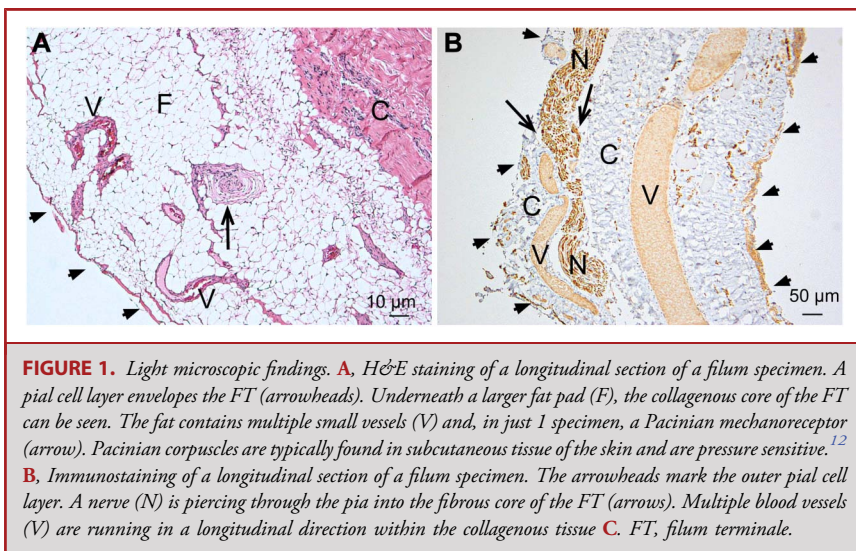 A
V
F
C
V
10 µm
B
N
C
C
V
V
N
50 µm
FIGURE 1. Light microscopic findings. A, H&E staining of a longitudinal section of a filum specimen. A
pial cell layer envelopes the FT (arrowheads). Underneath a larger fat pad (F), the collagenous core of the FT
can be seen. The fat contains multiple small vessels (V) and, in just 1 specimen, a Pacinian mechanoreceptor
(arrow). Pacinian corpuscles are typically found in subcutaneous tissue of the skin and are pressure sensitive.12
B, Immunostaining of a longitudinal section of a filum specimen. The arrowheads mark the outer pial cell
layer. A nerve (N) is piercing through the pia into the fibrous core of the FT (arrows). Multiple blood vessels
(V) are running in a longitudinal direction within the collagenous tissue C. FT, filum terminale.